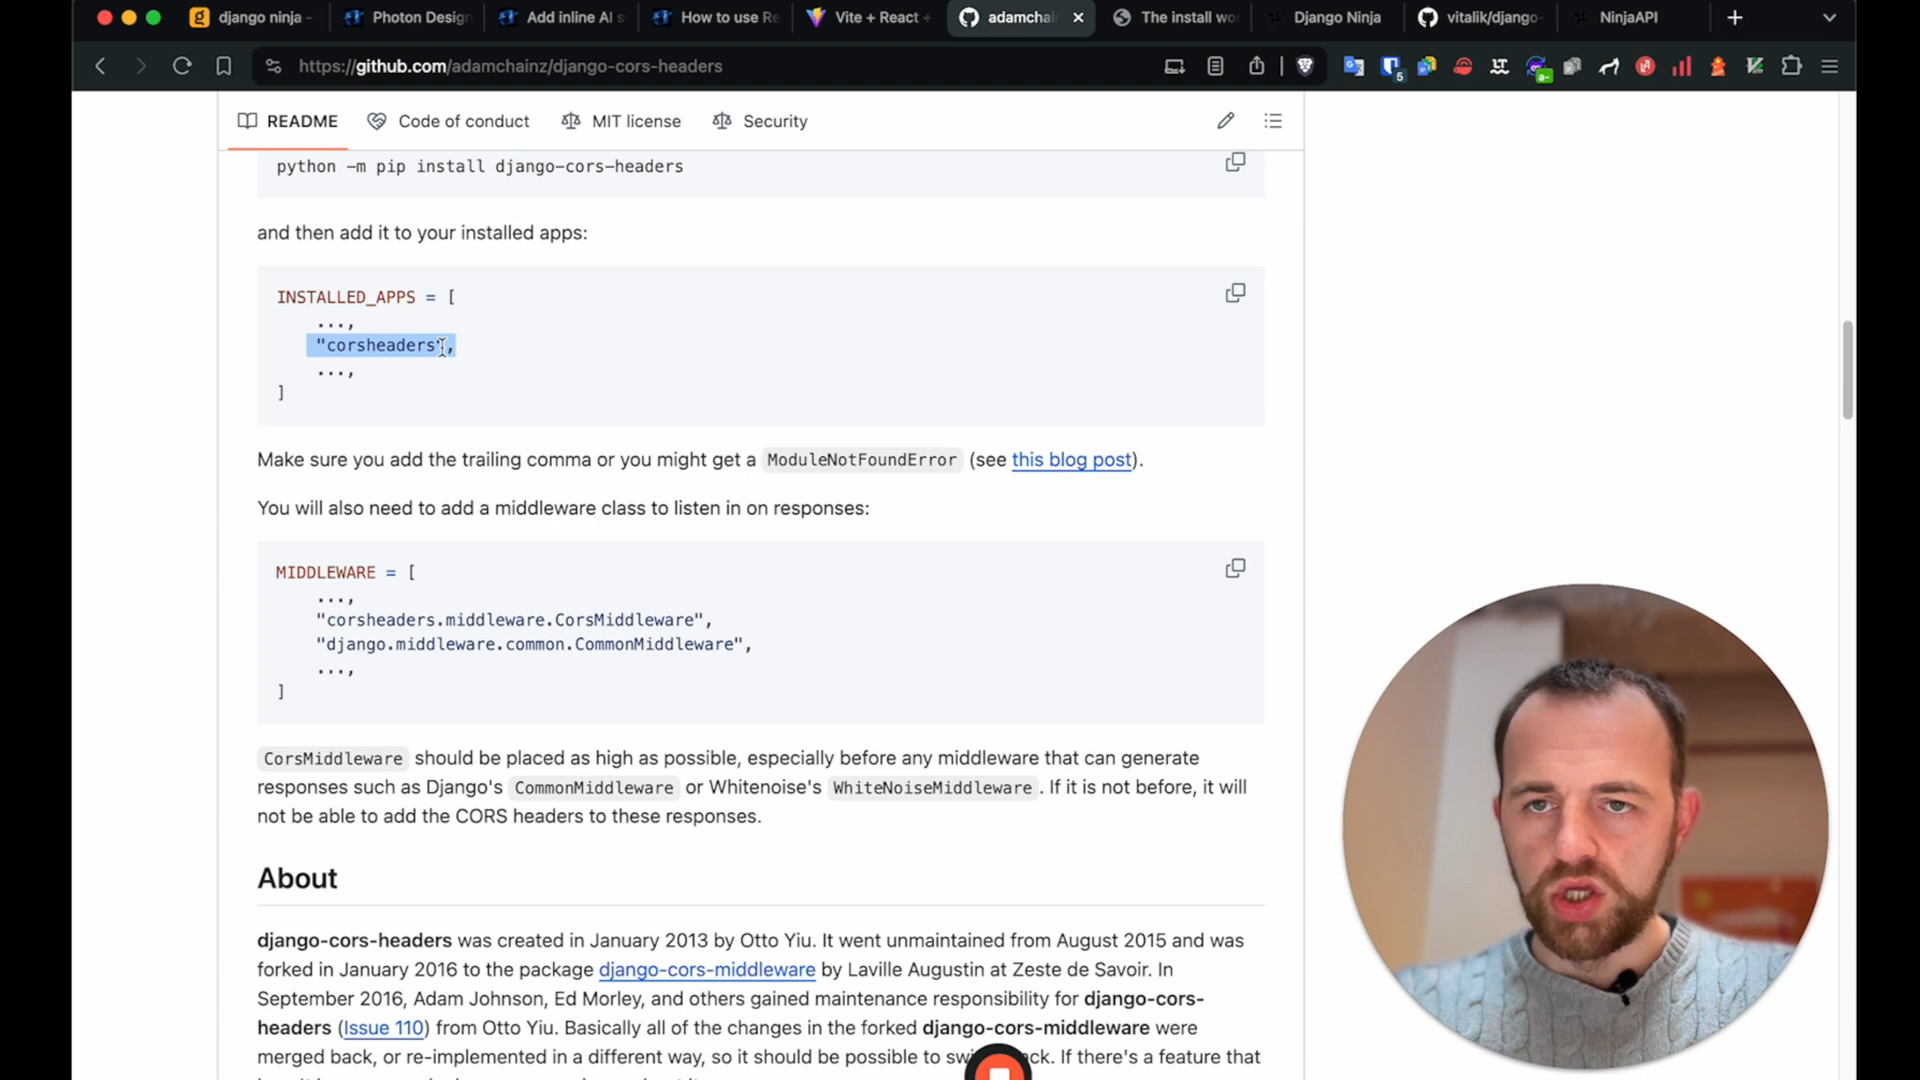 django ninja -
Photon Desig
Add inline AI s
How to use Re
Vite + React
adamchai
The install wo
Django Ninja
vitalik/django-
NinjaAPI
https://github.com/adamchainz/django-cors-headers
5
a-
README
Code of conduct
MIT license
Security
python -m pip install django-cors-headers
and then add it to your installed apps:
INSTALLED_APPS = [
...,
"corsheaders",
...,
]
Make sure you add the trailing comma or you might get a ModuleNotFoundError (see this blog post).
You will also need to add a middleware class to listen in on responses:
MIDDLEWARE = [
...,
"corsheaders.middleware.CorsMiddleware",
"django.middleware.common.CommonMiddleware",
...,
]
CorsMiddleware should be placed as high as possible, especially before any middleware that can generate
responses such as Django's CommonMiddleware or Whitenoise's WhiteNoiseMiddleware. If it is not before, it will
not be able to add the CORS headers to these responses.
About
django-cors-headers was created in January 2013 by Otto Yiu. It went unmaintained from August 2015 and was
forked in January 2016 to the package django-cors-middleware by Laville Augustin at Zeste de Savoir. In
September 2016, Adam Johnson, Ed Morley, and others gained maintenance responsibility for django-cors-
headers (Issue 110) from Otto Yiu. Basically all of the changes in the forked django-cors-middleware were
merged back, or re-implemented in a different way, so it should be possible to sw ck. If there's a feature that